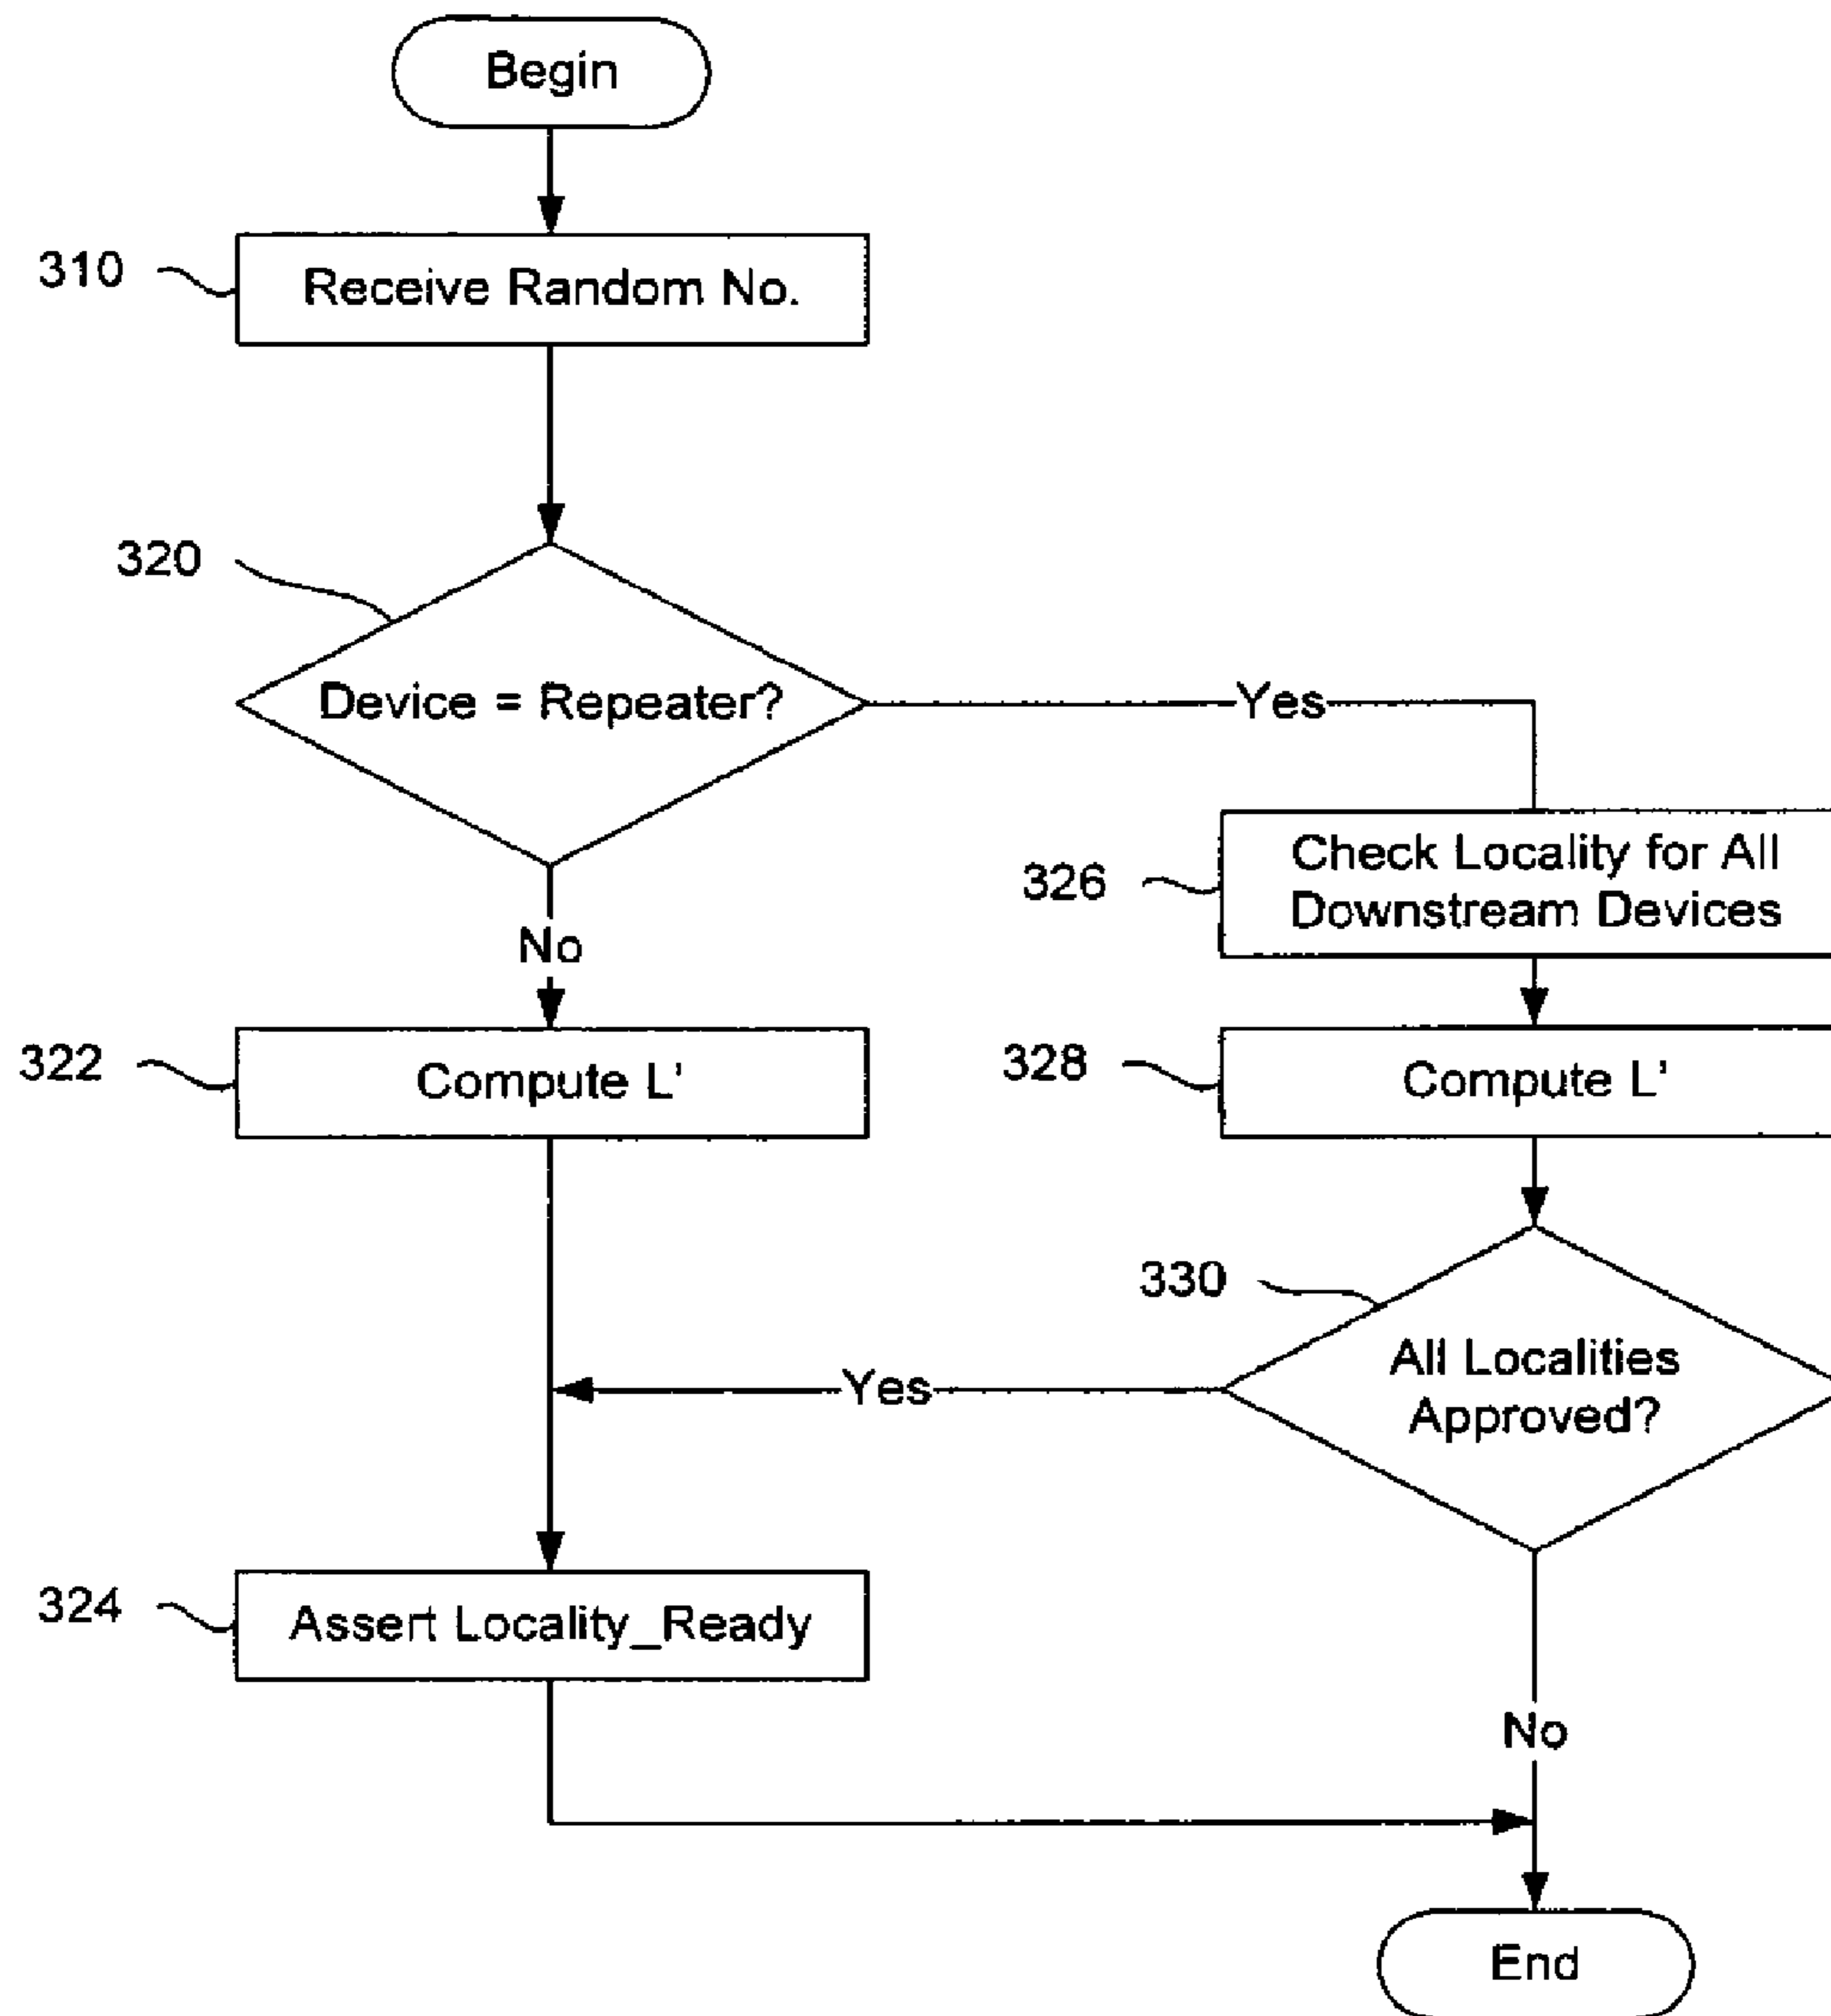 Begin
310
Receive Random No.
320
Device = Repeater?
Yes
326
Check Locality for All
Downstream Devices
No
322
Compute L'
328
Compute L'
330
All Localities
Approved?
Yes
324
Assert Locality_Ready
No
End